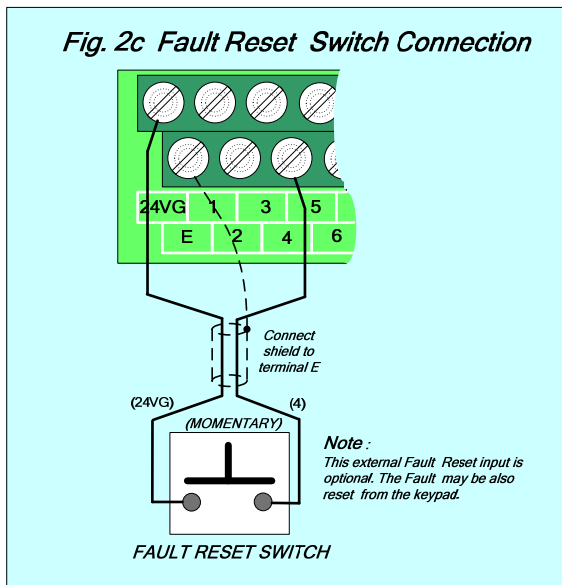 Fig. 2c Fault Reset Switch Connection
24VG 1 3 5
E 2 4 6
Connect
shield to
terminal E
(24VG)
(4)
(MOMENTARY)
Note :
This external Fault Reset input is
optional. The Fault may be also
reset from the keypad.
FAULT RESET SWITCH